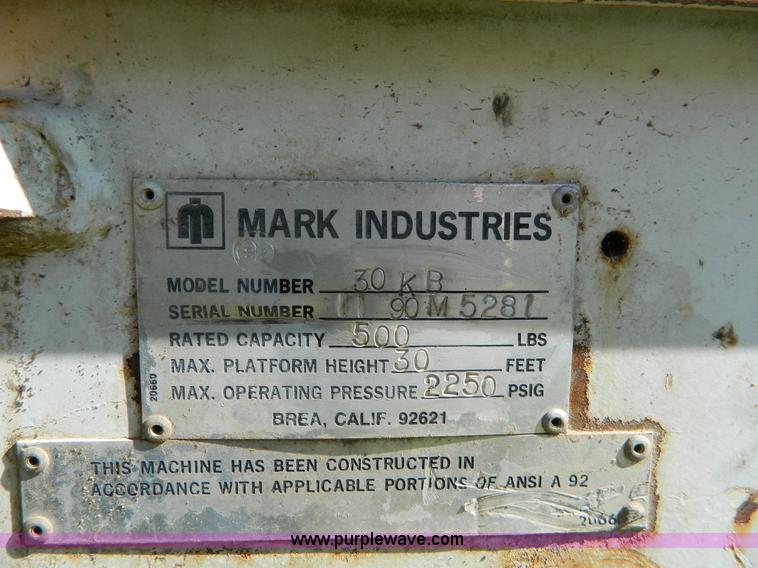 MARK INDUSTRIES
MODEL NUMBER 30 KB
SERIAL NUMBER 11 90 M 5281
RATED CAPACITY 500 LBS
MAX. PLATFORM HEIGHT 30 FEET
MAX. OPERATING PRESSURE 2250 PSIG
BREA, CALIF. 92621
20660
THIS MACHINE HAS BEEN CONSTRUCTED IN
ACCORDANCE WITH APPLICABLE PORTIONS OF ANSI A 92
www.purplewave.com